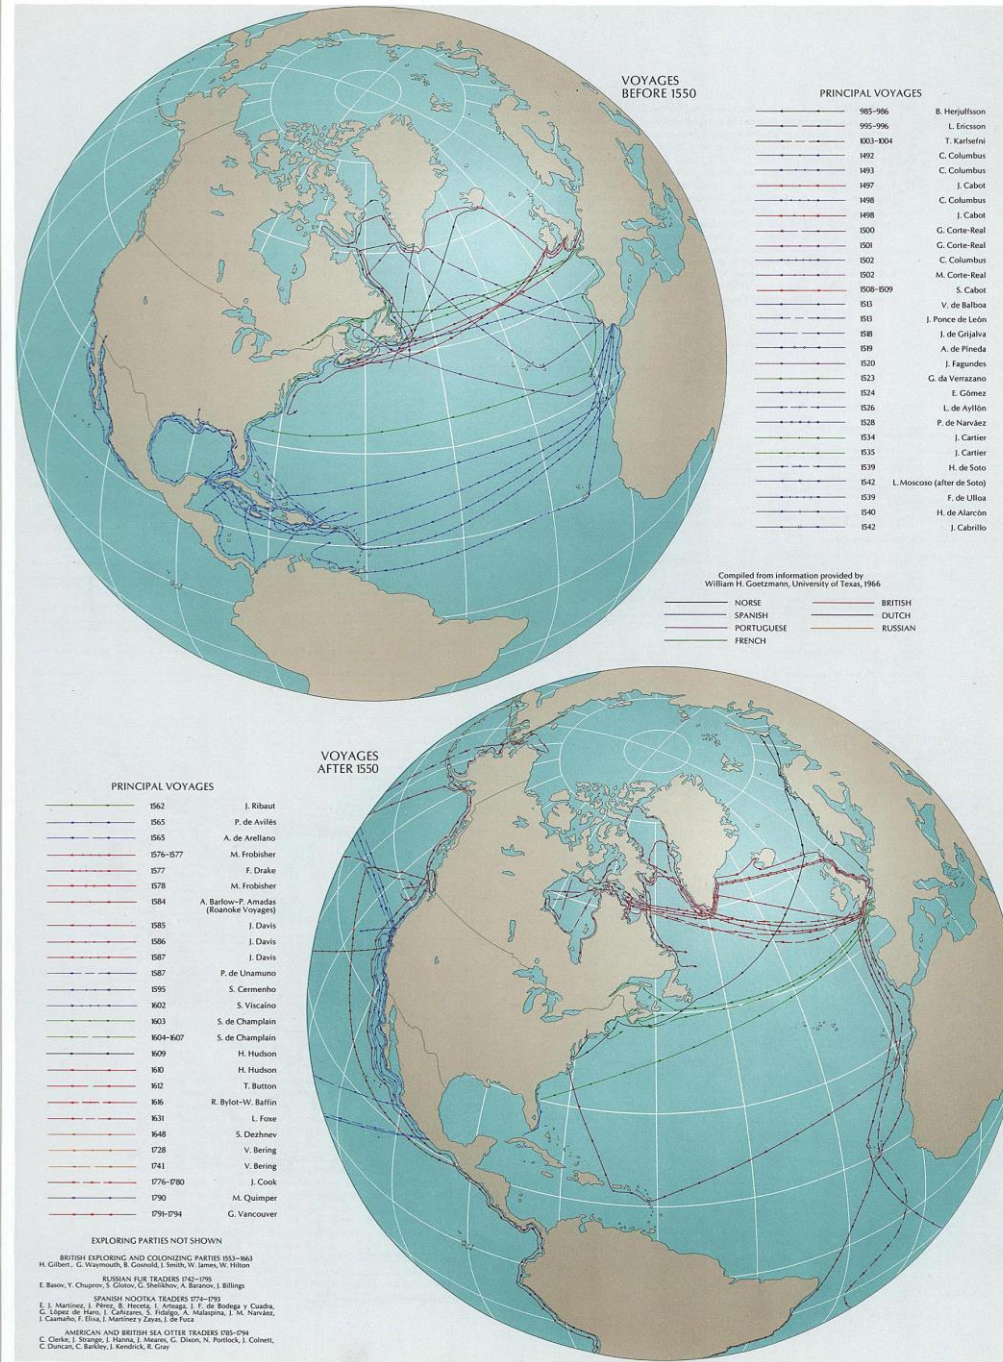 VOYAGES
BEFORE 1550
PRINCIPAL VOYAGES
985–986 B. Herjulfsson
995–996 L. Ericsson
1003–1004 T. Karlsefni
1492 C. Columbus
1493 C. Columbus
1497 J. Cabot
1498 C. Columbus
1498 J. Cabot
1500 G. Corte-Real
1501 G. Corte-Real
1502 C. Columbus
1502 M. Corte-Real
1508–1509 S. Cabot
1513 V. de Balboa
1513 J. Ponce de León
1518 J. de Grijalva
1519 A. de Pineda
1520 J. Fagundes
1523 G. da Verrazano
1524 E. Gómez
1526 L. de Ayllón
1528 P. de Narváez
1534 J. Cartier
1535 J. Cartier
1539 H. de Soto
1542 L. Moscoso (after de Soto)
1539 F. de Ulloa
1540 H. de Alarcón
1542 J. Cabrillo
Compiled from information provided by
William H. Goetzmann, University of Texas, 1966
NORSE BRITISH
SPANISH DUTCH
PORTUGUESE RUSSIAN
FRENCH
VOYAGES
AFTER 1550
PRINCIPAL VOYAGES
1562 J. Ribaut
1565 P. de Avilés
1565 A. de Arellano
1576–1577 M. Frobisher
1577 F. Drake
1578 M. Frobisher
1584 A. Barlow–P. Amadas
(Roanoke Voyages)
1585 J. Davis
1586 J. Davis
1587 J. Davis
1587 P. de Unamuno
1595 S. Cermenho
1602 S. Viscaíno
1603 S. de Champlain
1604–1607 S. de Champlain
1609 H. Hudson
1610 H. Hudson
1612 T. Button
1616 R. Bylot–W. Baffin
1631 L. Foxe
1648 S. Dezhnev
1728 V. Bering
1741 V. Bering
1776–1780 J. Cook
1790 M. Quimper
1791–1794 G. Vancouver
EXPLORING PARTIES NOT SHOWN
BRITISH EXPLORING AND COLONIZING PARTIES 1553–1663
H. Gilbert, G. Waymouth, B. Gosnold, J. Smith, W. James, W. Hilton
RUSSIAN FUR TRADERS 1742–1795
E. Basov, Y. Chuprov, S. Glotov, G. Shelikhov, A. Baranov, J. Billings
SPANISH NOOTKA TRADERS 1774–1793
E. J. Martínez, J. Pérez, B. Heceta, I. Arteaga, J. F. de Bodega y Cuadra,
G. López de Haro, J. Cañizares, S. Fidalgo, A. Malaspina, J. M. Narváez,
J. Caamaño, F. Elisa, J. Martínez y Zayas, J. de Fuca
AMERICAN AND BRITISH SEA OTTER TRADERS 1785–1794
C. Clerke, J. Strange, J. Hanna, J. Meares, G. Dixon, N. Portlock, J. Colnett,
C. Duncan, C. Barkley, J. Kendrick, R. Gray